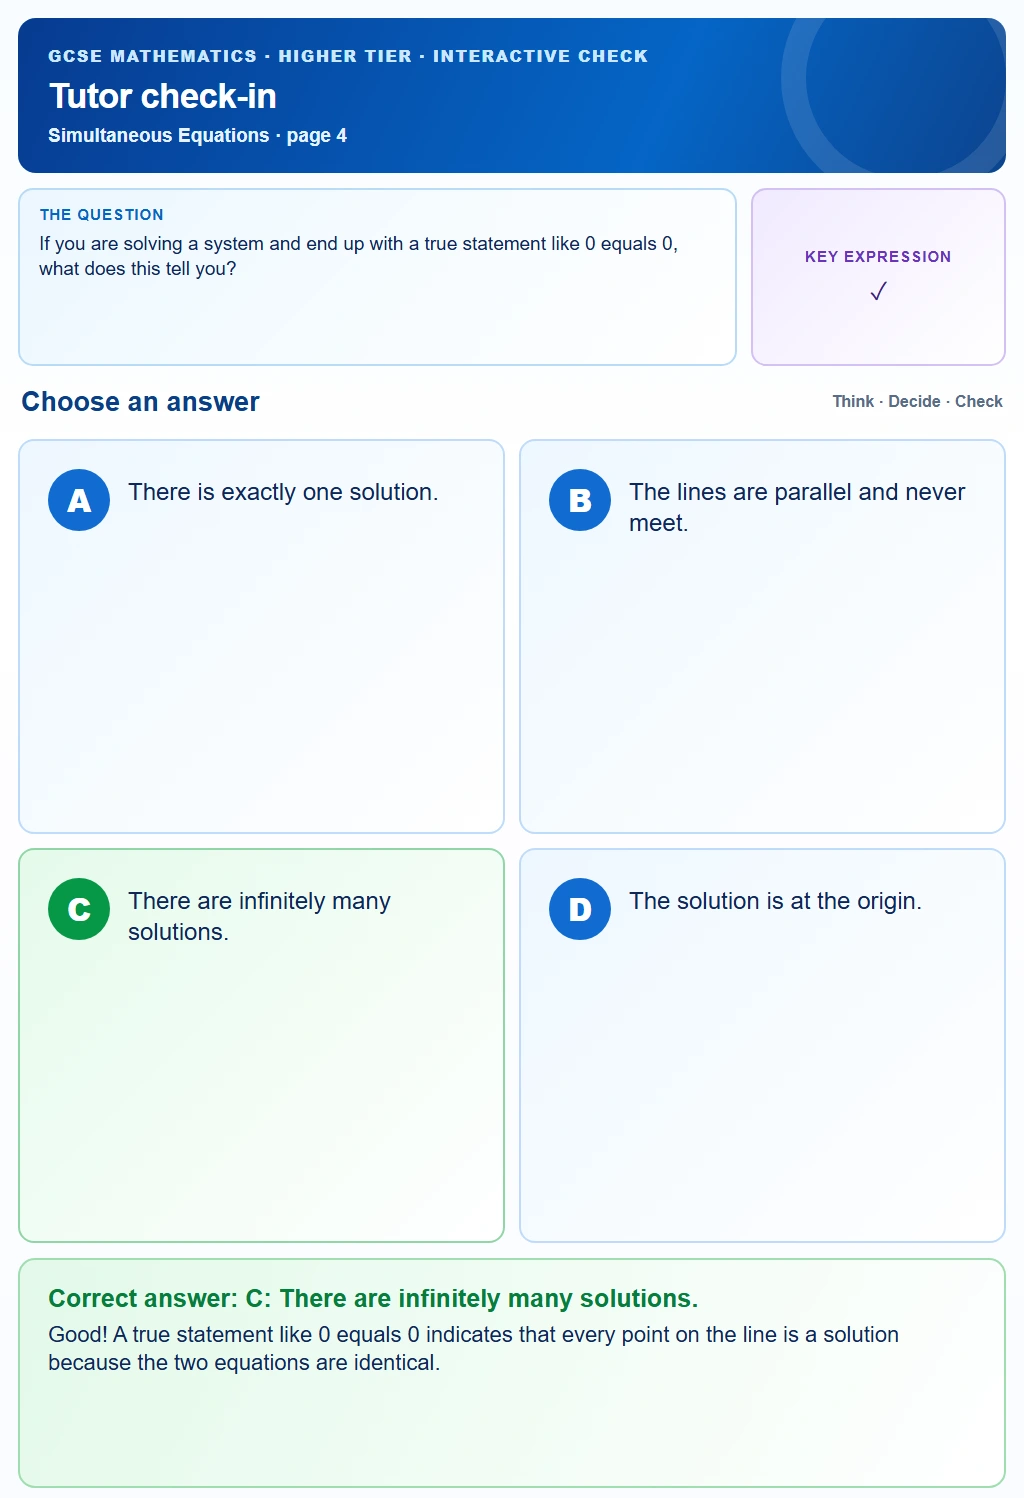 GCSE MATHEMATICS · HIGHER TIER · INTERACTIVE CHECK
Tutor check-in
Simultaneous Equations · page 4
THE QUESTION
If you are solving a system and end up with a true statement like 0 equals 0,
what does this tell you?
KEY EXPRESSION
✓
Choose an answer
Think · Decide · Check
A
There is exactly one solution.
B
The lines are parallel and never
meet.
C
There are infinitely many
solutions.
D
The solution is at the origin.
Correct answer: C: There are infinitely many solutions.
Good! A true statement like 0 equals 0 indicates that every point on the line is a solution
because the two equations are identical.